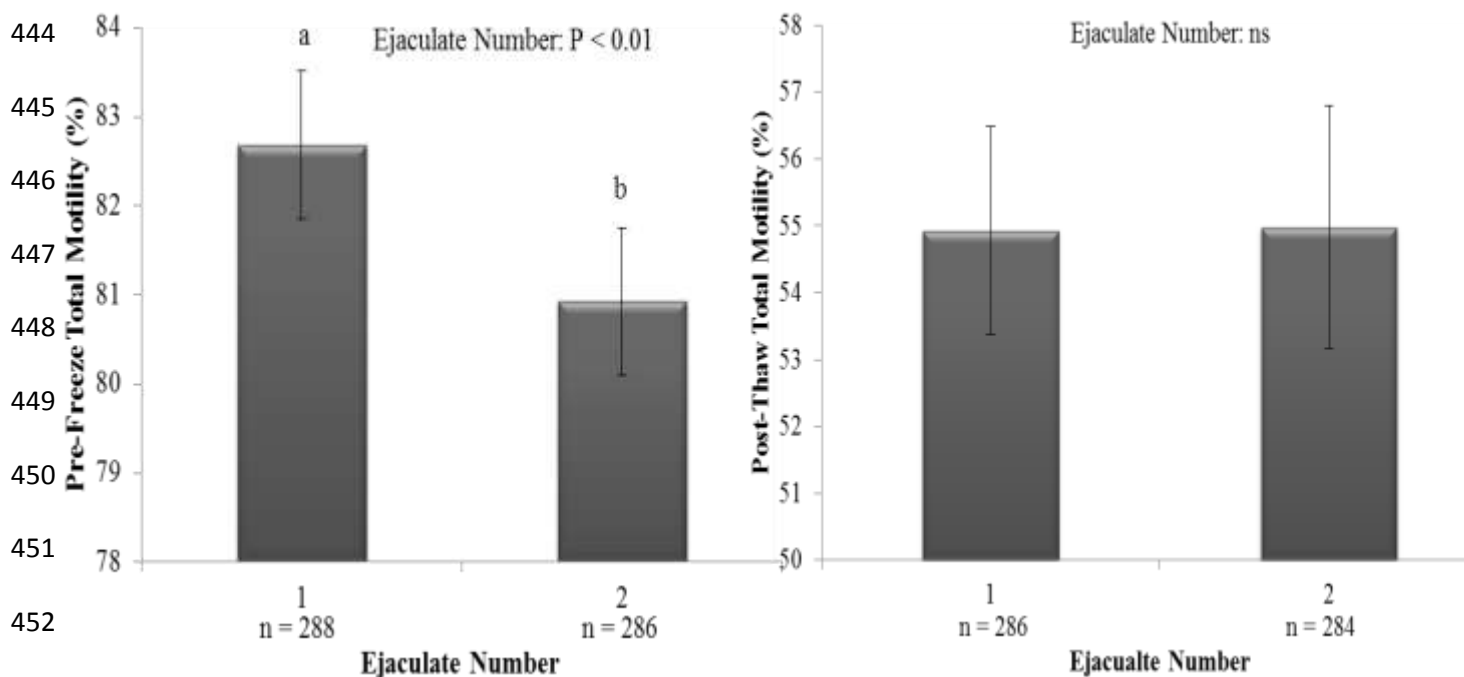 444
445
446
447
448
449
450
451
452
Pre-Freeze Total Motility (%)
84
83
82
81
80
79
78
Ejaculate Number: P < 0.01
a
b
1
2
n = 288
n = 286
Ejaculate Number
Post-Thaw Total Motility (%)
58
57
56
55
54
53
52
51
50
Ejaculate Number: ns
1
2
n = 286
n = 284
Ejacualte Number